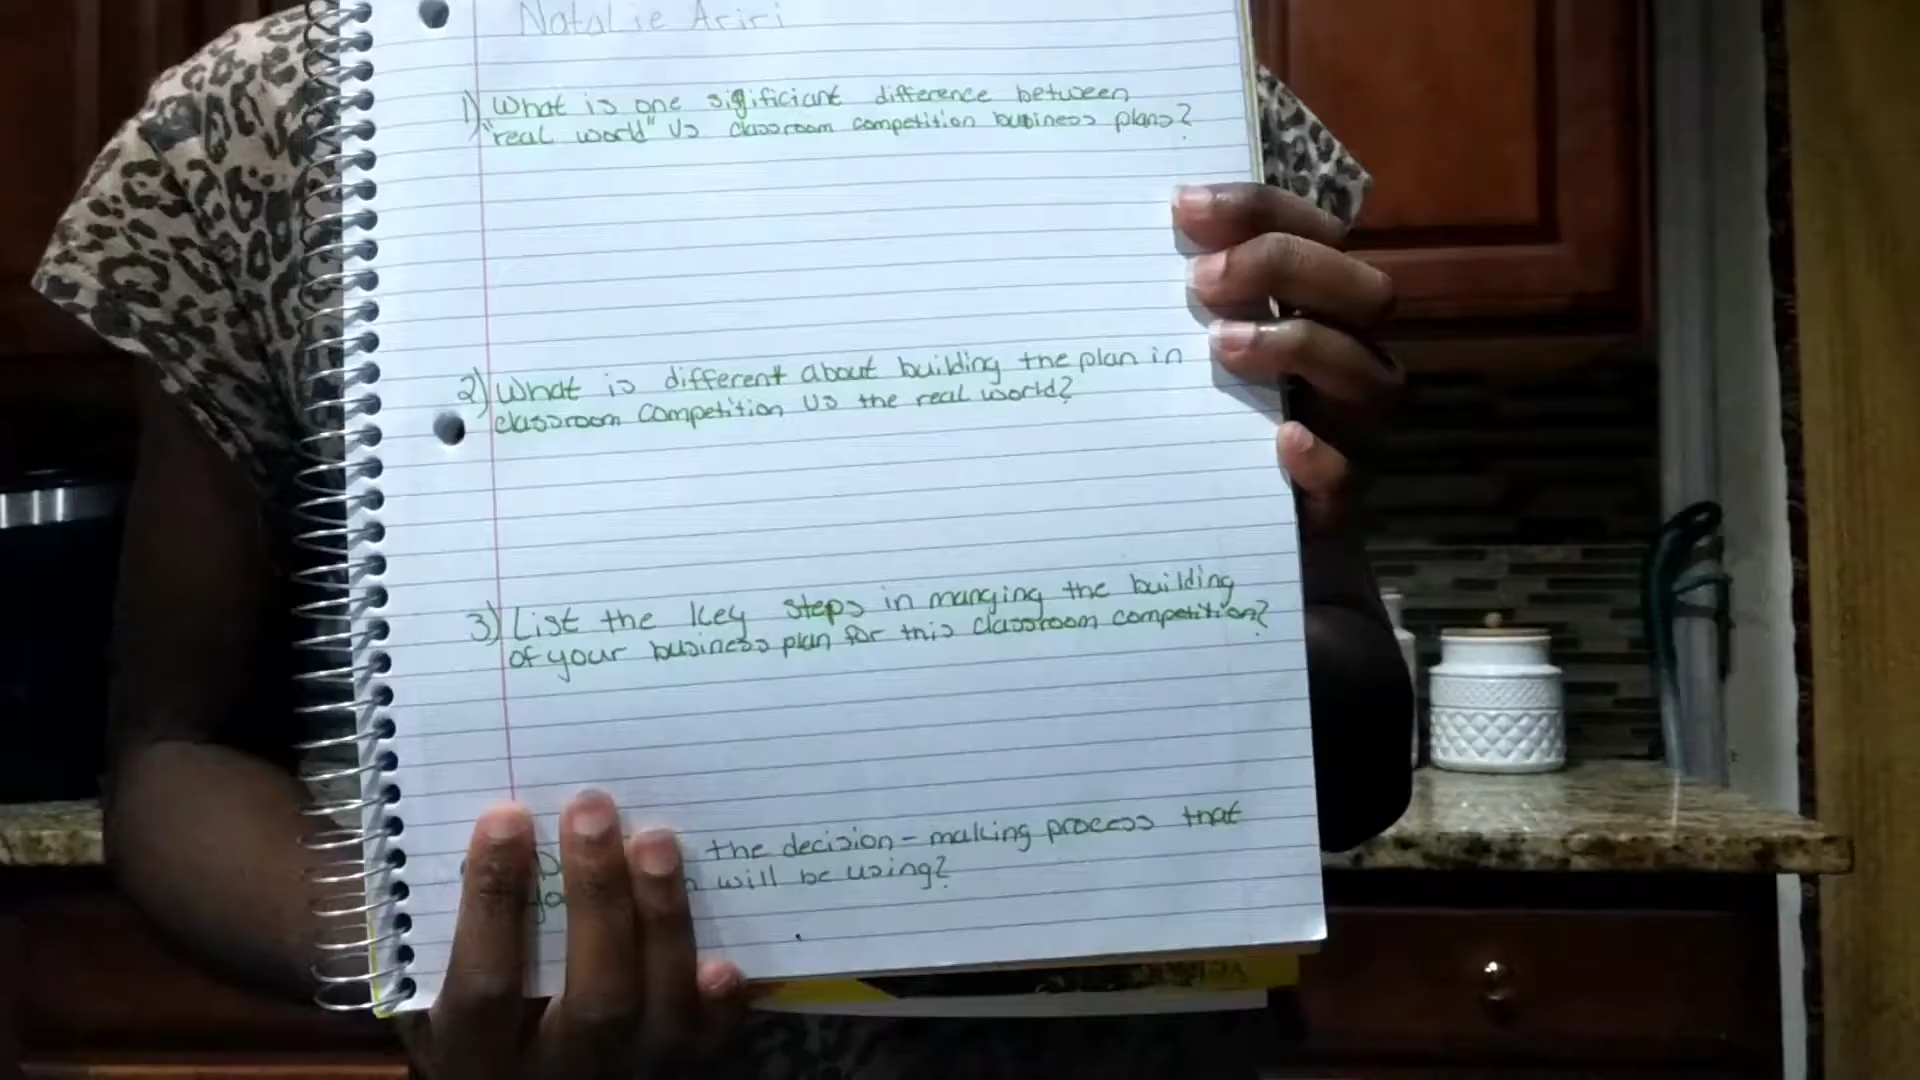 Natalie Ariri
1) What is one sigificiant difference between
"real world" vs classroom competition business plans?
2) What is different about building the plan in
classroom competition vs the real world?
3) List the key steps in manging the building
of your business plan for this classroom competition?
the decision-making process that
will be using?